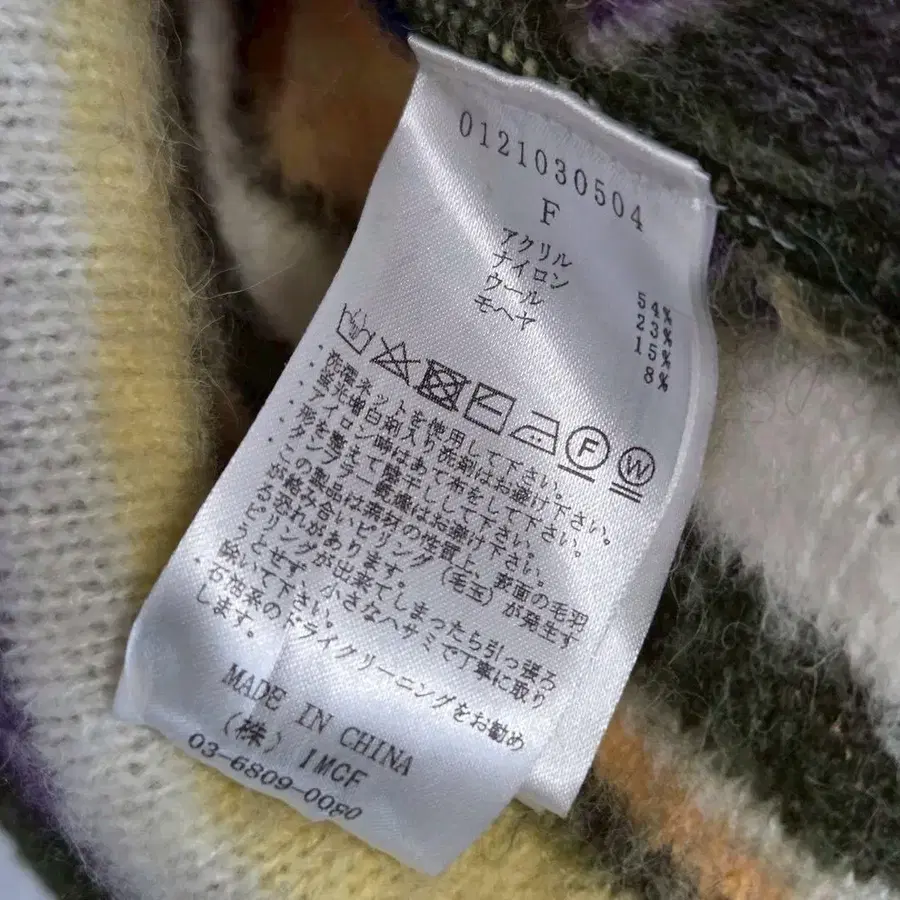 0121030504
F
アクリル 54%
ナイロン 23%
ウール 15%
モヘヤ 8%
F W
・洗濯ネットを使用して下さい。
・蛍光増白剤入り洗剤はお避け下さい。
・アイロン時はあて布をして下さい。
・形を整えて陰干しして下さい。
・タンブラー乾燥はお避け下さい。
・この製品は素材の性質上、表面の毛羽
が絡み合いピリング(毛玉)が発生す
る恐れがあります。
ピリングが出来てしまったら引っ張ろ
うとせず、小さなハサミで丁寧に取り
除いて下さい。
・石油系のドライクリーニングをお勧め
します。
MADE IN CHINA
(株) IMCF
03-6809-0080